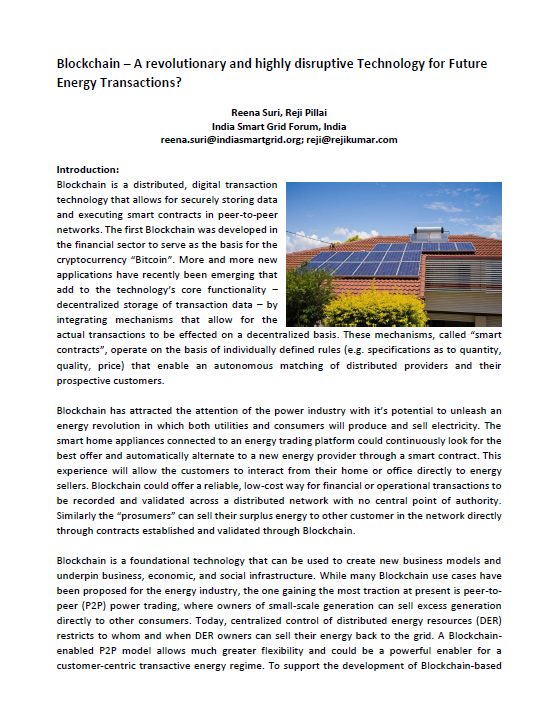 Blockchain – A revolutionary and highly disruptive Technology for Future
Energy Transactions?
Reena Suri, Reji Pillai
India Smart Grid Forum, India
reena.suri@indiasmartgrid.org; reji@rejikumar.com
Introduction:
Blockchain is a distributed, digital transaction
technology that allows for securely storing data
and executing smart contracts in peer-to-peer
networks. The first Blockchain was developed in
the financial sector to serve as the basis for the
cryptocurrency “Bitcoin”. More and more new
applications have recently been emerging that
add to the technology’s core functionality –
decentralized storage of transaction data – by
integrating mechanisms that allow for the
actual transactions to be effected on a decentralized basis. These mechanisms, called “smart
contracts”, operate on the basis of individually defined rules (e.g. specifications as to quantity,
quality, price) that enable an autonomous matching of distributed providers and their
prospective customers.
Blockchain has attracted the attention of the power industry with it’s potential to unleash an
energy revolution in which both utilities and consumers will produce and sell electricity. The
smart home appliances connected to an energy trading platform could continuously look for the
best offer and automatically alternate to a new energy provider through a smart contract. This
experience will allow the customers to interact from their home or office directly to energy
sellers. Blockchain could offer a reliable, low-cost way for financial or operational transactions to
be recorded and validated across a distributed network with no central point of authority.
Similarly the “prosumers” can sell their surplus energy to other customer in the network directly
through contracts established and validated through Blockchain.
Blockchain is a foundational technology that can be used to create new business models and
underpin business, economic, and social infrastructure. While many Blockchain use cases have
been proposed for the energy industry, the one gaining the most traction at present is peer-to-
peer (P2P) power trading, where owners of small-scale generation can sell excess generation
directly to other consumers. Today, centralized control of distributed energy resources (DER)
restricts to whom and when DER owners can sell their energy back to the grid. A Blockchain-
enabled P2P model allows much greater flexibility and could be a powerful enabler for a
customer-centric transactive energy regime. To support the development of Blockchain-based